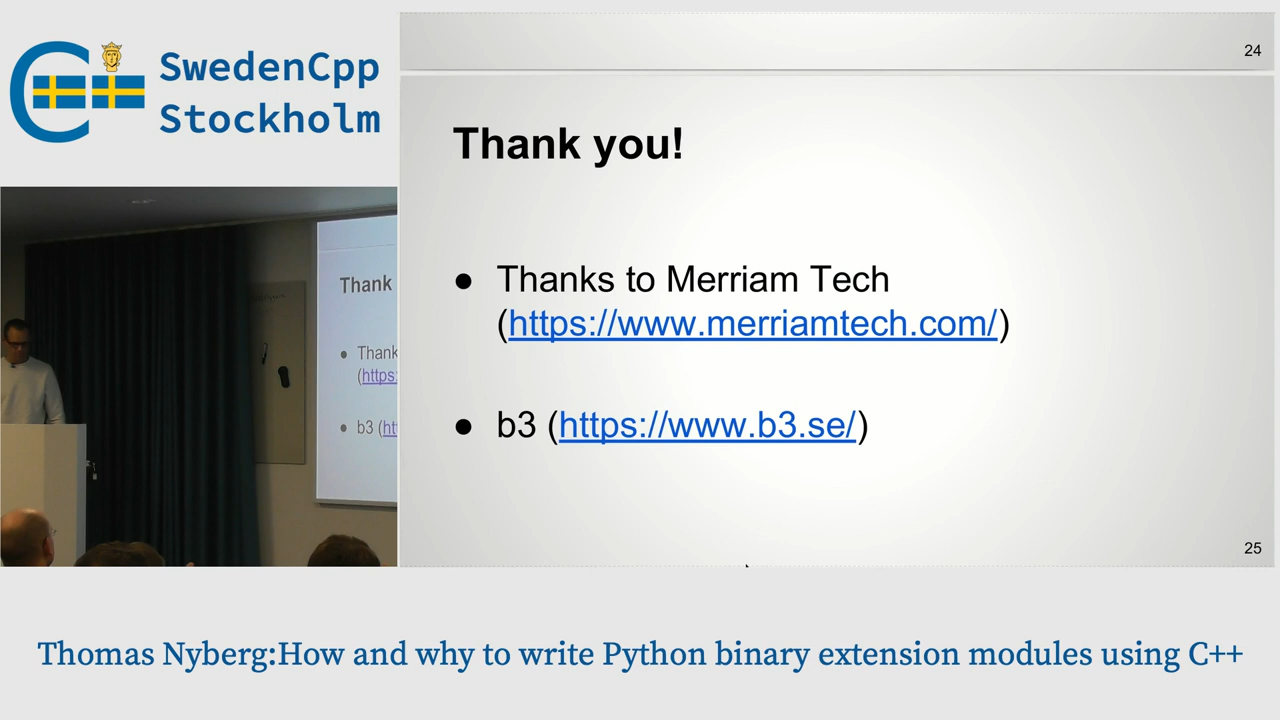 SwedenCpp
Stockholm
24
Thank you!
● Thanks to Merriam Tech
(https://www.merriamtech.com/)
● b3 (https://www.b3.se/)
25
Thank
● Thank
(https:
● b3 (ht
Thomas Nyberg:How and why to write Python binary extension modules using C++